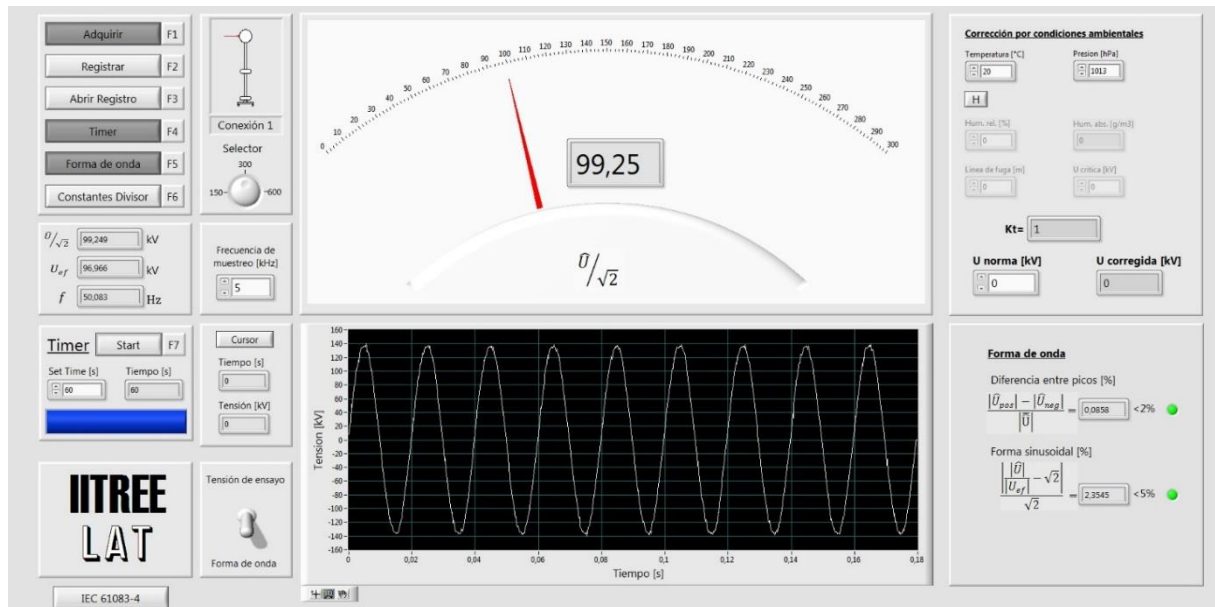 Adquirir F1
Registrar F2
Abrir Registro F3
Timer F4
Forma de onda F5
Constantes Divisor F6
Conexión 1
Selector
300
150- -600
Û/√2 99,249 kV
U_ef 96,966 kV
f 50,083 Hz
Frecuencia de
muestreo [kHz]
5
0 10 20 30 40 50 60 70 80 90 100 110 120 130 140 150 160 170 180 190 200 210 220 230 240 250 260 270 280 290 300
99,25
Û/√2
Corrección por condiciones ambientales
Temperatura [°C] Presion [hPa]
20 1013
H
Hum. rel. [%] Hum. abs. [g/m3]
0 0
Linea de fuga [m] U critica [kV]
0 0
Kt= 1
U norma [kV] U corregida [kV]
0 0
Timer Start F7
Set Time [s] Tiempo [s]
60 60
Cursor
Tiempo [s]
0
Tensión [kV]
0
Tension [kV]
160
140
120
100
80
60
40
20
0
-20
-40
-60
-80
-100
-120
-140
-160
0 0,02 0,04 0,06 0,08 0,1 0,12 0,14 0,16 0,18
Tiempo [s]
Forma de onda
Diferencia entre picos [%]
|Û_pos| − |Û_neg| / |Û| = 0,0858 <2%
Forma sinusoidal [%]
| |Û|/|U_ef| − √2 | / √2 = 2,3545 <5%
IITREE
LAT
Tensión de ensayo
Forma de onda
IEC 61083-4